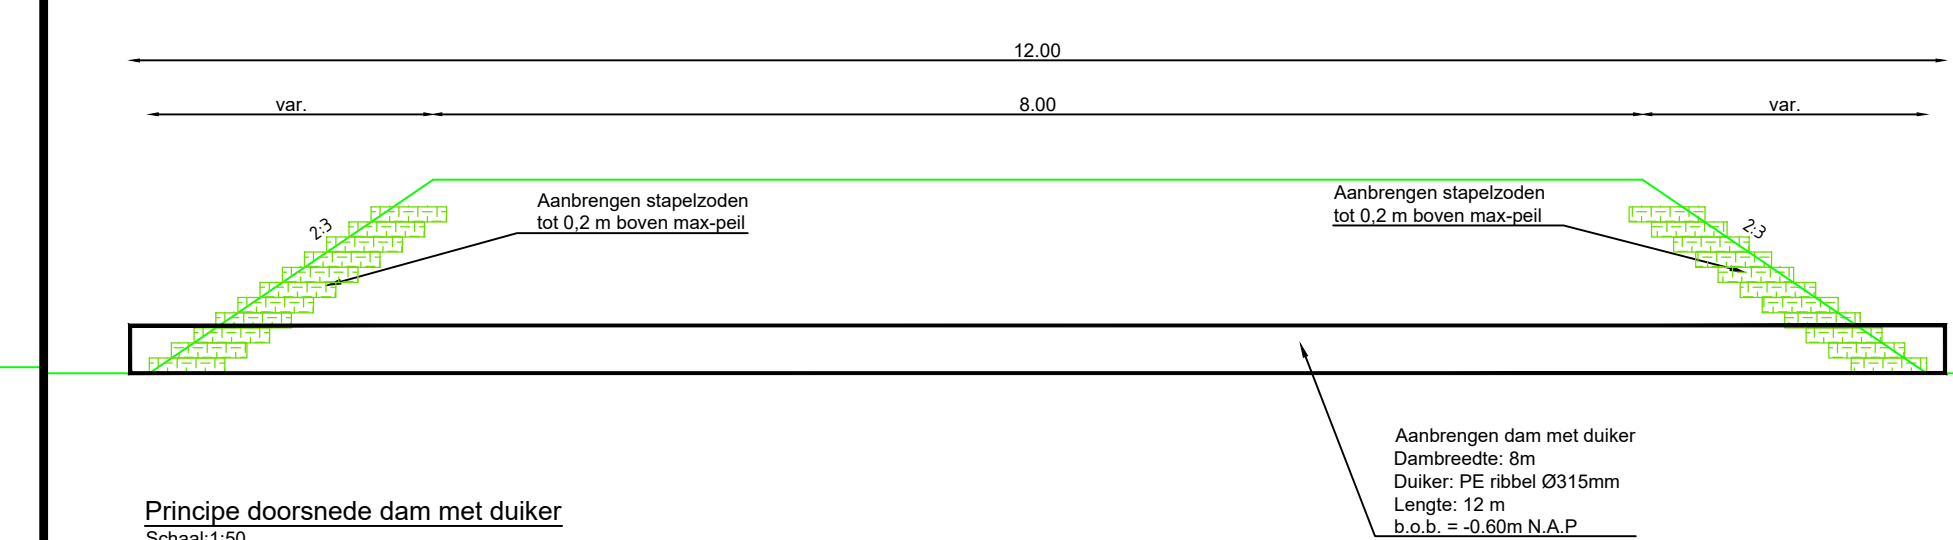 12.00
var.
8.00
var.
2:3
Aanbrengen stapelzoden
tot 0,2 m boven max-peil
Aanbrengen stapelzoden
tot 0,2 m boven max-peil
2:3
Aanbrengen dam met duiker
Dambreedte: 8m
Duiker: PE ribbel Ø315mm
Lengte: 12 m
b.o.b. = -0.60m N.A.P
Principe doorsnede dam met duiker
Schaal:1:50